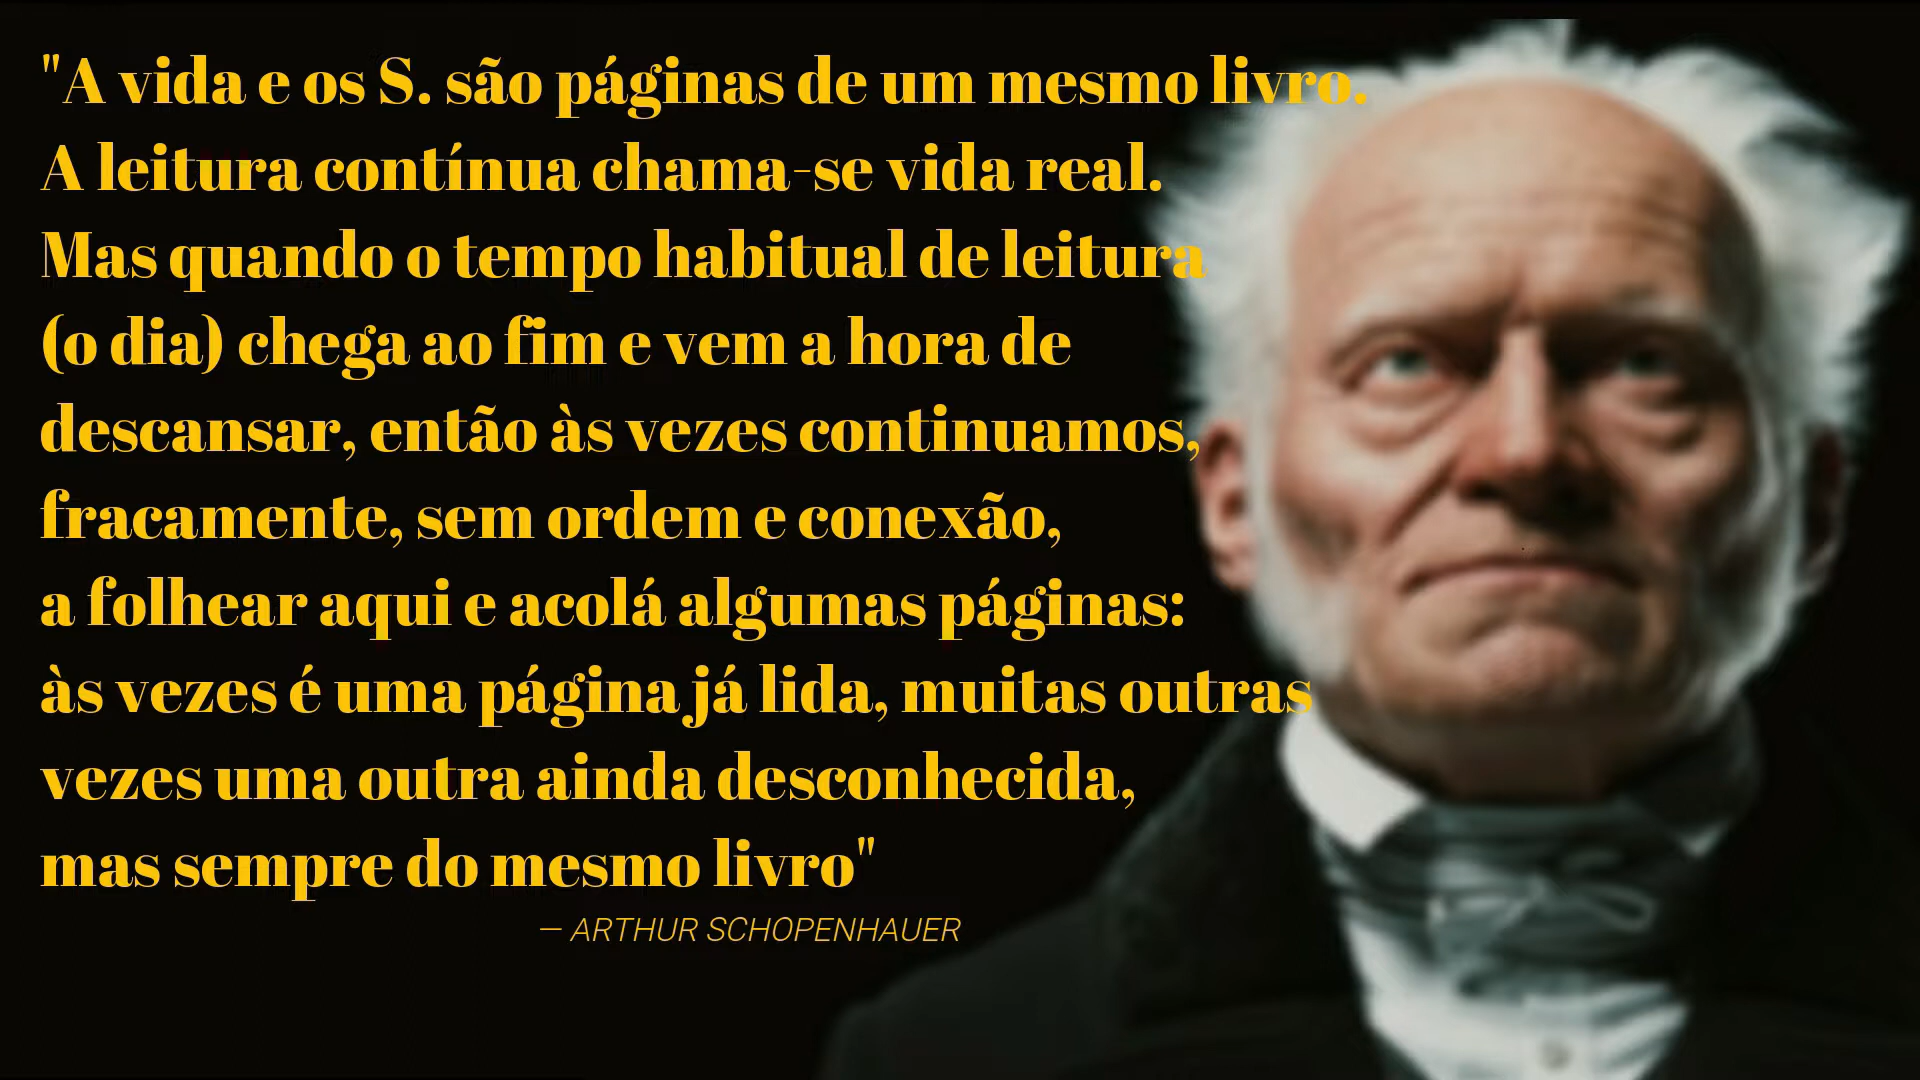 "A vida e os S. são páginas de um mesmo livro.
A leitura contínua chama-se vida real.
Mas quando o tempo habitual de leitura
(o dia) chega ao fim e vem a hora de
descansar, então às vezes continuamos,
fracamente, sem ordem e conexão,
a folhear aqui e acolá algumas páginas:
às vezes é uma página já lida, muitas outras
vezes uma outra ainda desconhecida,
mas sempre do mesmo livro"
— ARTHUR SCHOPENHAUER